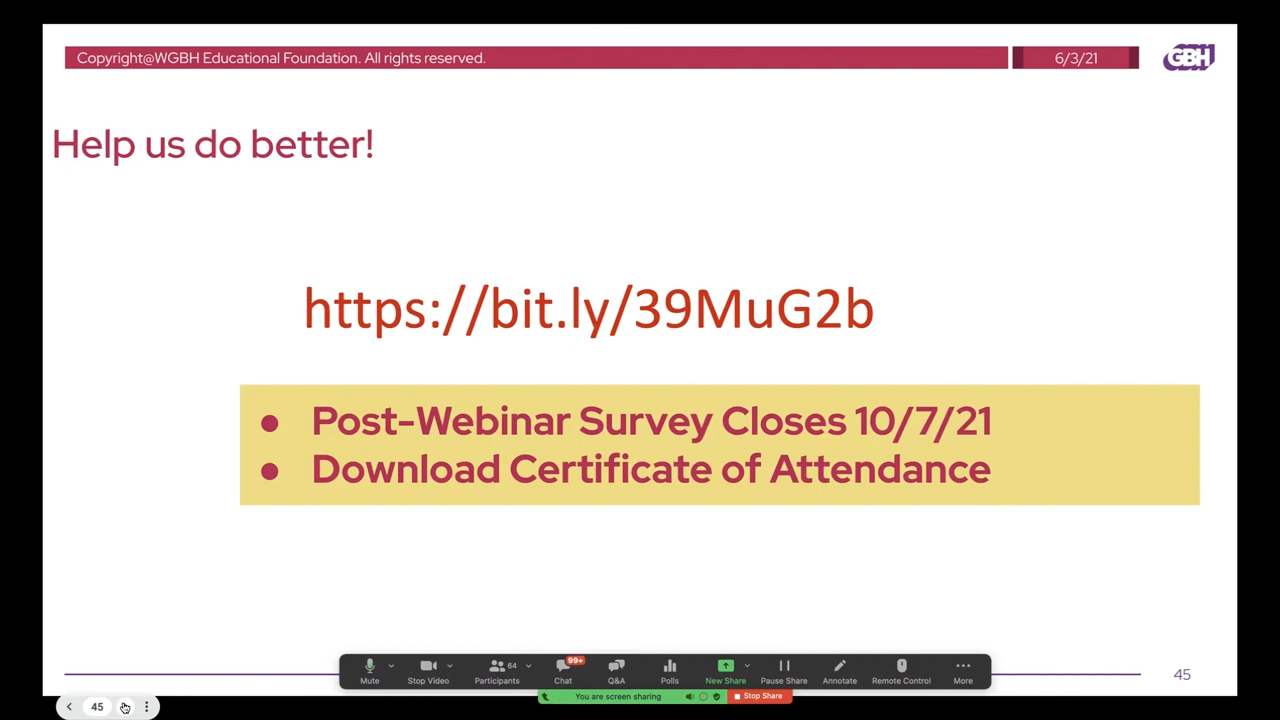 Copyright@WGBH Educational Foundation. All rights reserved.
6/3/21
GBH
Help us do better!
https://bit.ly/39MuG2b
● Post-Webinar Survey Closes 10/7/21
● Download Certificate of Attendance
Mute
Stop Video
64
Participants
99+
Chat
Q&A
Polls
New Share
Pause Share
Annotate
Remote Control
More
You are screen sharing
Stop Share
45
45